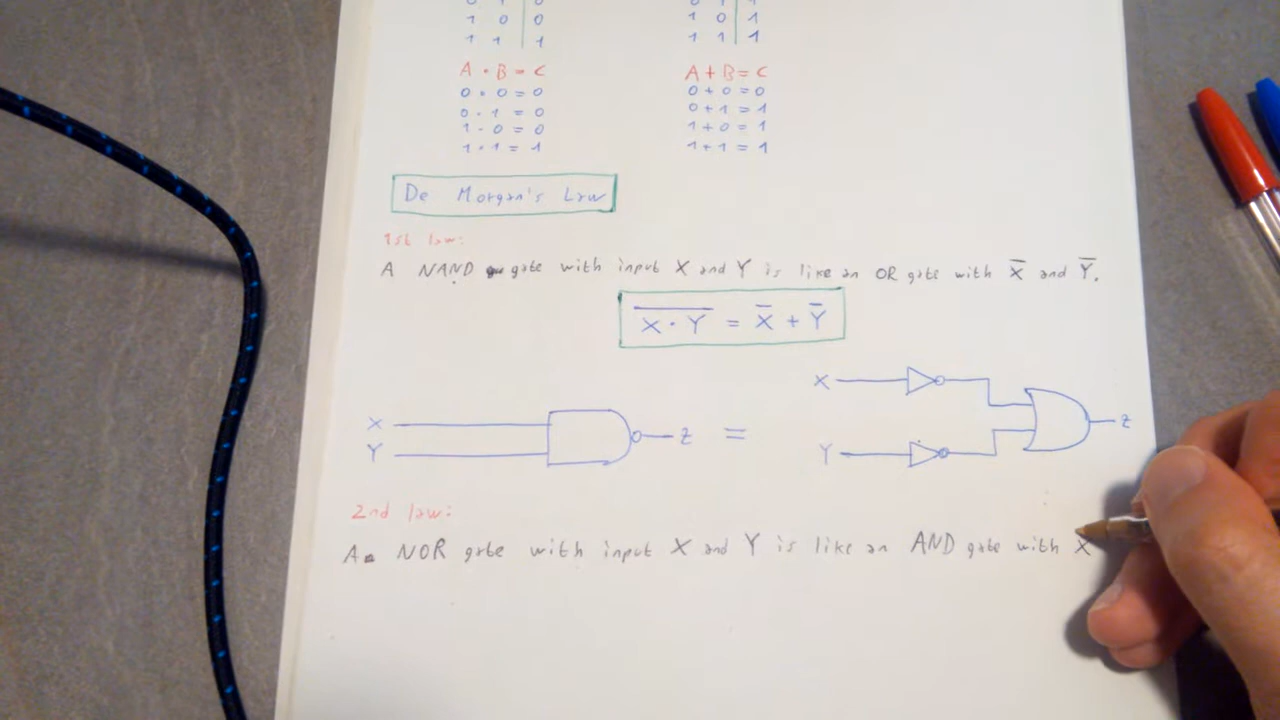 0 1 | 0 0 1 | 1
1 0 | 0 1 0 | 1
1 1 | 1 1 1 | 1
A · B = C A + B = C
0 · 0 = 0 0 + 0 = 0
0 · 1 = 0 0 + 1 = 1
1 · 0 = 0 1 + 0 = 1
1 · 1 = 1 1 + 1 = 1
De Morgan's Law
1st law:
A NAND gate with input X and Y is like an OR gate with X̅ and Y̅.
X̅ ̅·̅ ̅Y̅ = X̅ + Y̅
X
X
Y
Z
=
Z
Y
2nd law:
A NOR gate with input X and Y is like an AND gate with X